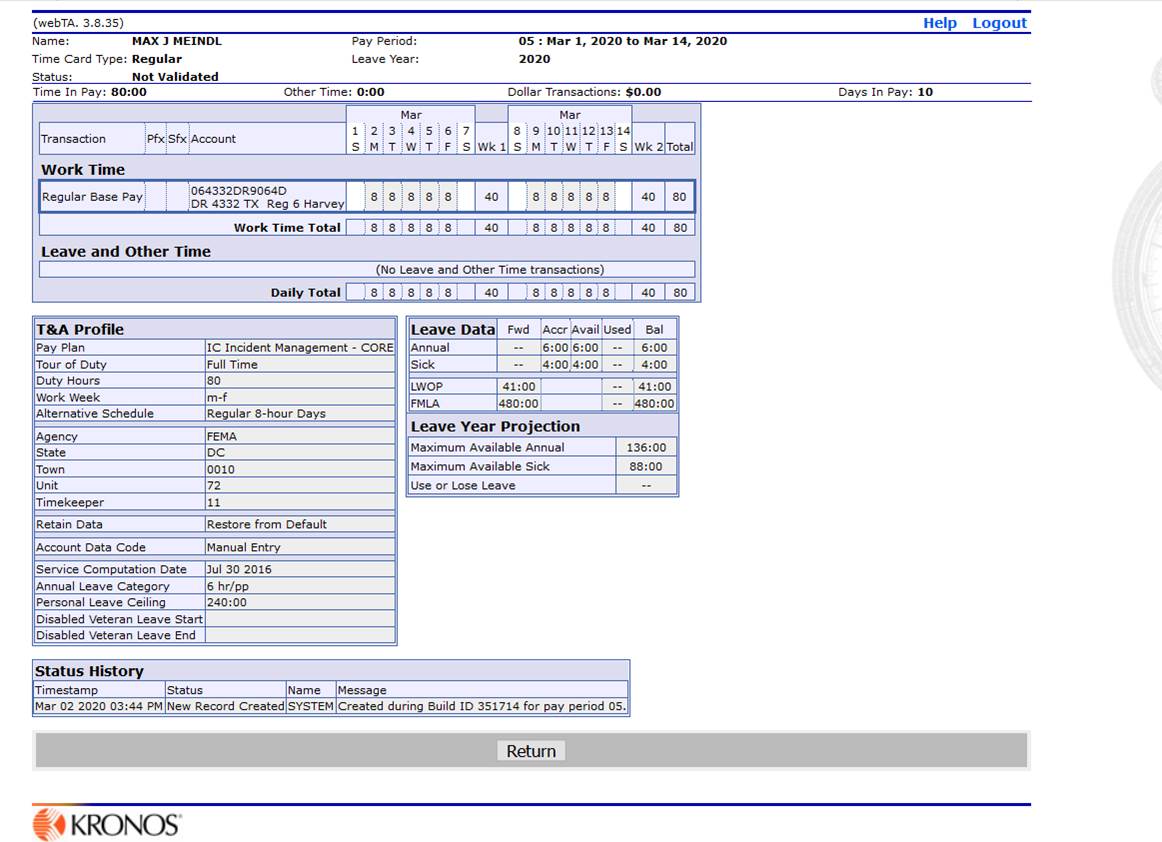 (webTA. 3.8.35) Help Logout
Name: MAX J MEINDL Pay Period: 05 : Mar 1, 2020 to Mar 14, 2020
Time Card Type: Regular Leave Year: 2020
Status: Not Validated
Time In Pay: 80:00 Other Time: 0:00 Dollar Transactions: $0.00 Days In Pay: 10
Mar Mar
1 2 3 4 5 6 7 8 9 10 11 12 13 14
Transaction Pfx Sfx Account S M T W T F S Wk 1 S M T W T F S Wk 2 Total
Work Time
Regular Base Pay 064332DR9064D 8 8 8 8 8 40 8 8 8 8 8 40 80
DR 4332 TX Reg 6 Harvey
Work Time Total 8 8 8 8 8 40 8 8 8 8 8 40 80
Leave and Other Time
(No Leave and Other Time transactions)
Daily Total 8 8 8 8 8 40 8 8 8 8 8 40 80
T&A Profile
Pay Plan IC Incident Management - CORE
Tour of Duty Full Time
Duty Hours 80
Work Week m-f
Alternative Schedule Regular 8-hour Days
Agency FEMA
State DC
Town 0010
Unit 72
Timekeeper 11
Retain Data Restore from Default
Account Data Code Manual Entry
Service Computation Date Jul 30 2016
Annual Leave Category 6 hr/pp
Personal Leave Ceiling 240:00
Disabled Veteran Leave Start
Disabled Veteran Leave End
Leave Data Fwd Accr Avail Used Bal
Annual -- 6:00 6:00 -- 6:00
Sick -- 4:00 4:00 -- 4:00
LWOP 41:00 -- 41:00
FMLA 480:00 -- 480:00
Leave Year Projection
Maximum Available Annual 136:00
Maximum Available Sick 88:00
Use or Lose Leave --
Status History
Timestamp Status Name Message
Mar 02 2020 03:44 PM New Record Created SYSTEM Created during Build ID 351714 for pay period 05.
Return
KRONOS